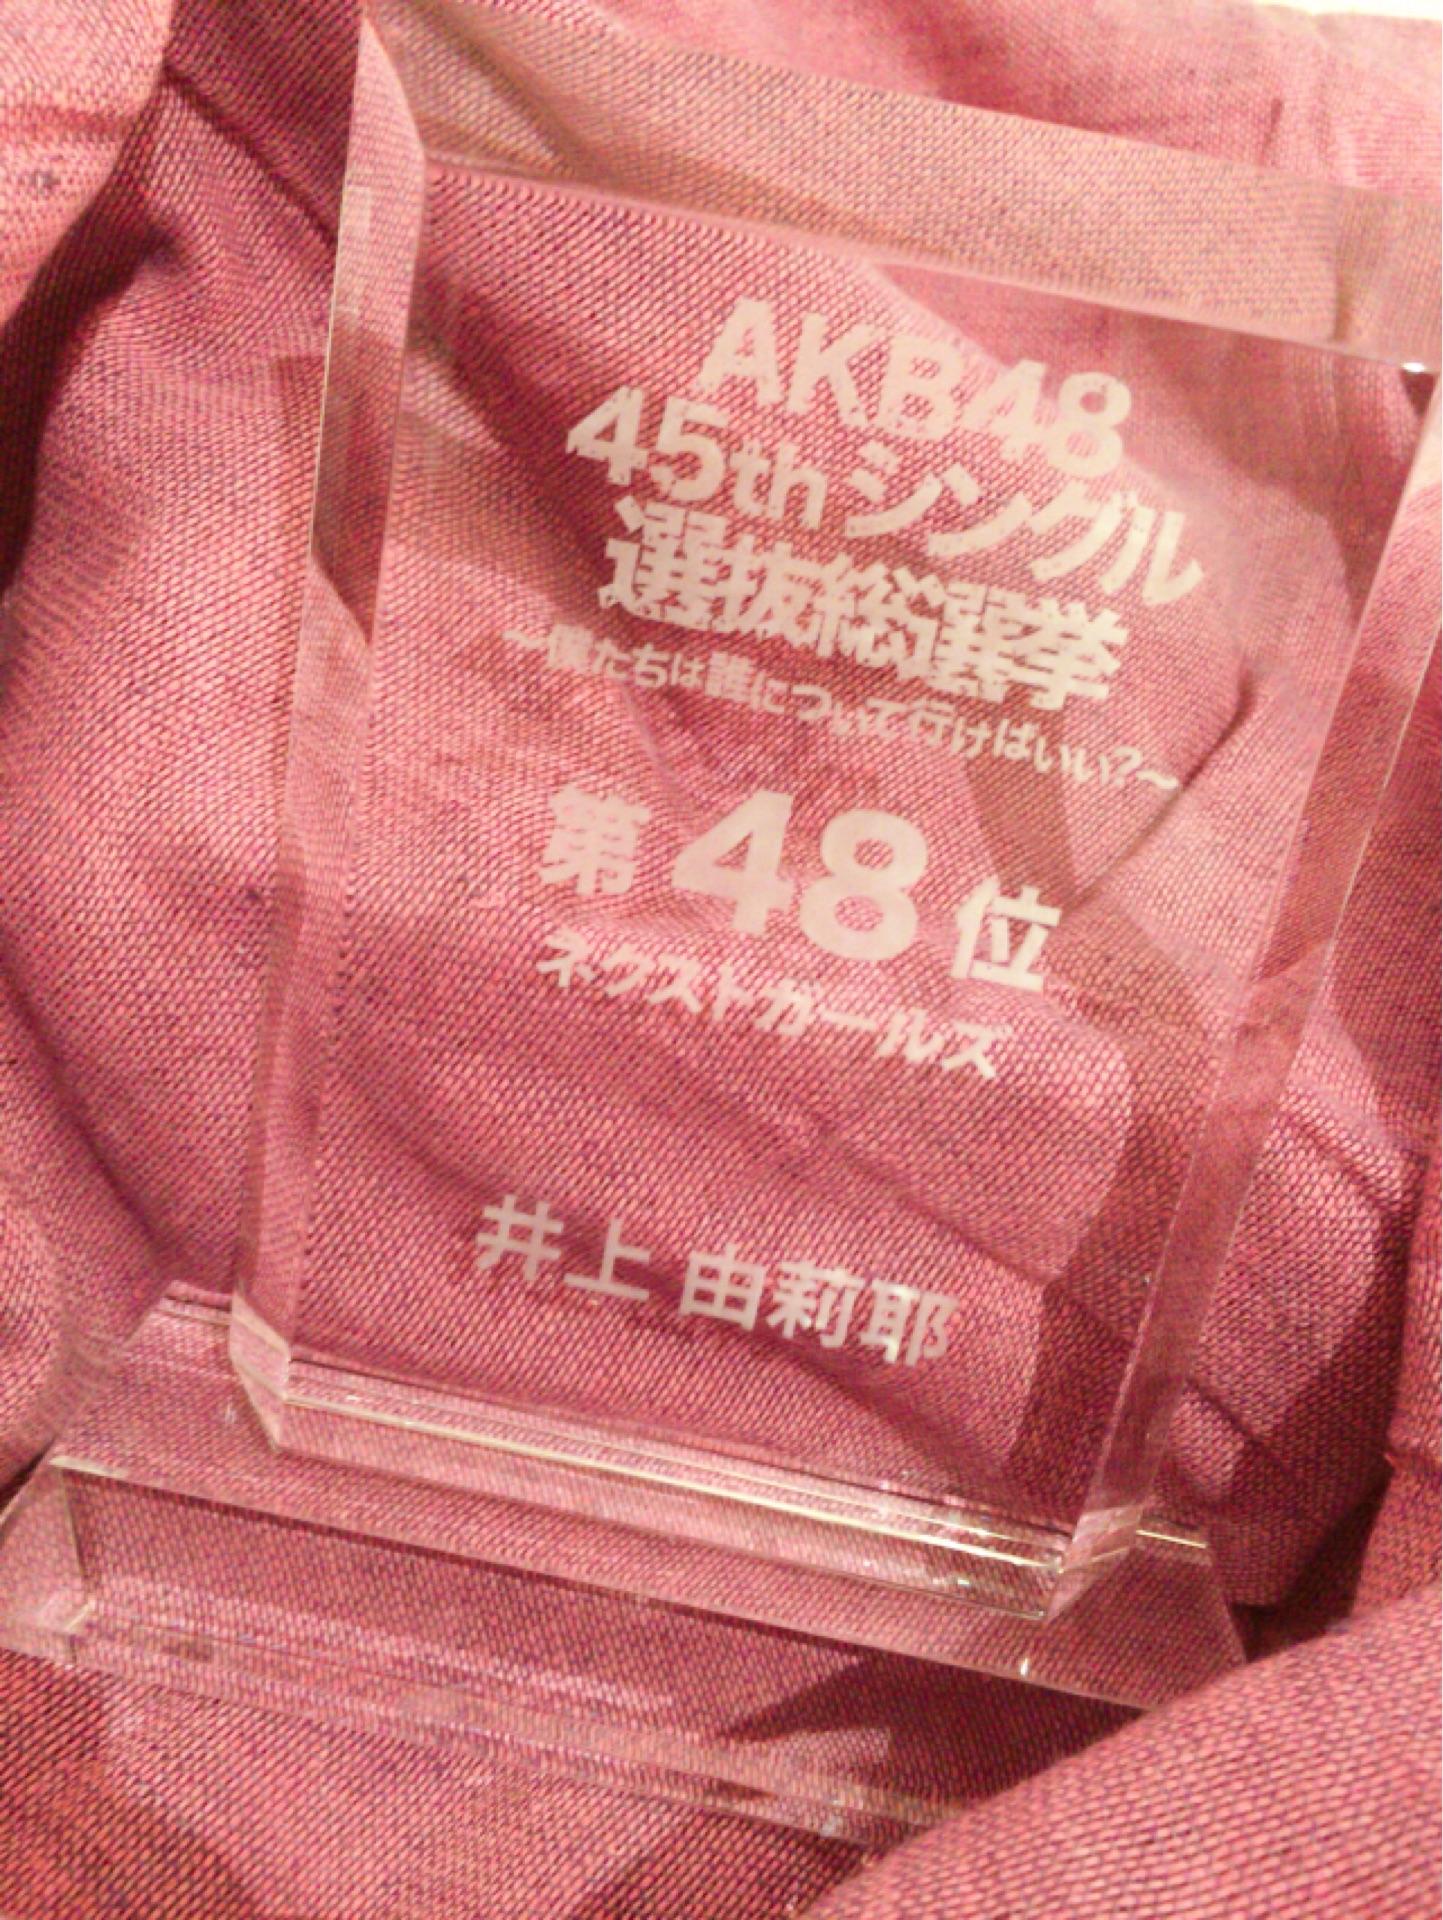 AKB48
45thシングル
選抜総選挙
~僕たちは誰について行けばいい?~
第48位
ネクストガールズ
井上 由莉耶